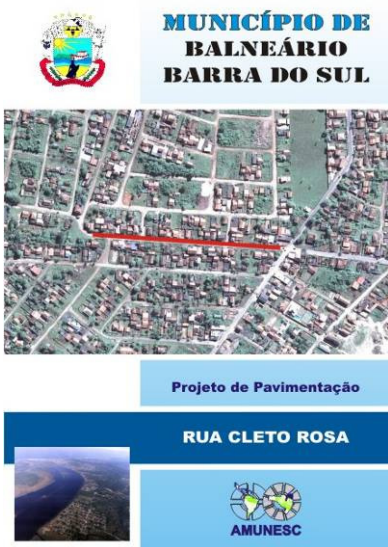 MUNICÍPIO DE
BALNEÁRIO
BARRA DO SUL
Projeto de Pavimentação
RUA CLETO ROSA
AMUNESC